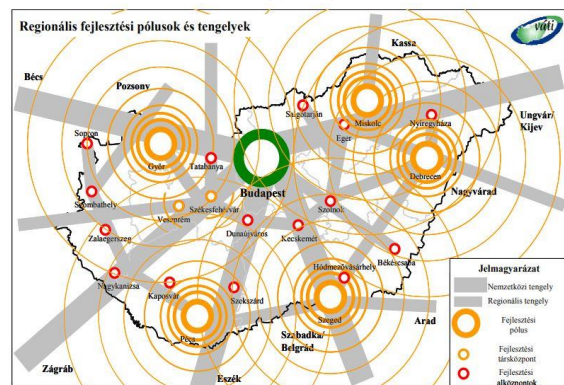 Regionális fejlesztési pólusok és tengelyek
váti
Kassa
Bécs
Pozsony
Ungvár/
Kijev
Salgótarján
Miskolc
Nyíregyháza
Sopron
Eger
Győr
Tatabánya
Debrecen
Budapest
Nagyvárad
Szombathely
Székesfehérvár
Veszprém
Szolnok
Dunaújváros
Kecskemét
Zalaegerszeg
Békéscsaba
Nagykanizsa
Hódmezővásárhely
Kaposvár
Szekszárd
Pécs
Szeged
Arad
Szabadka/
Belgrád
Zágráb
Eszék
Jelmagyarázat
Nemzetközi tengely
Regionális tengely
Fejlesztési
pólus
Fejlesztési
társközpont
Fejlesztési
alközpontok